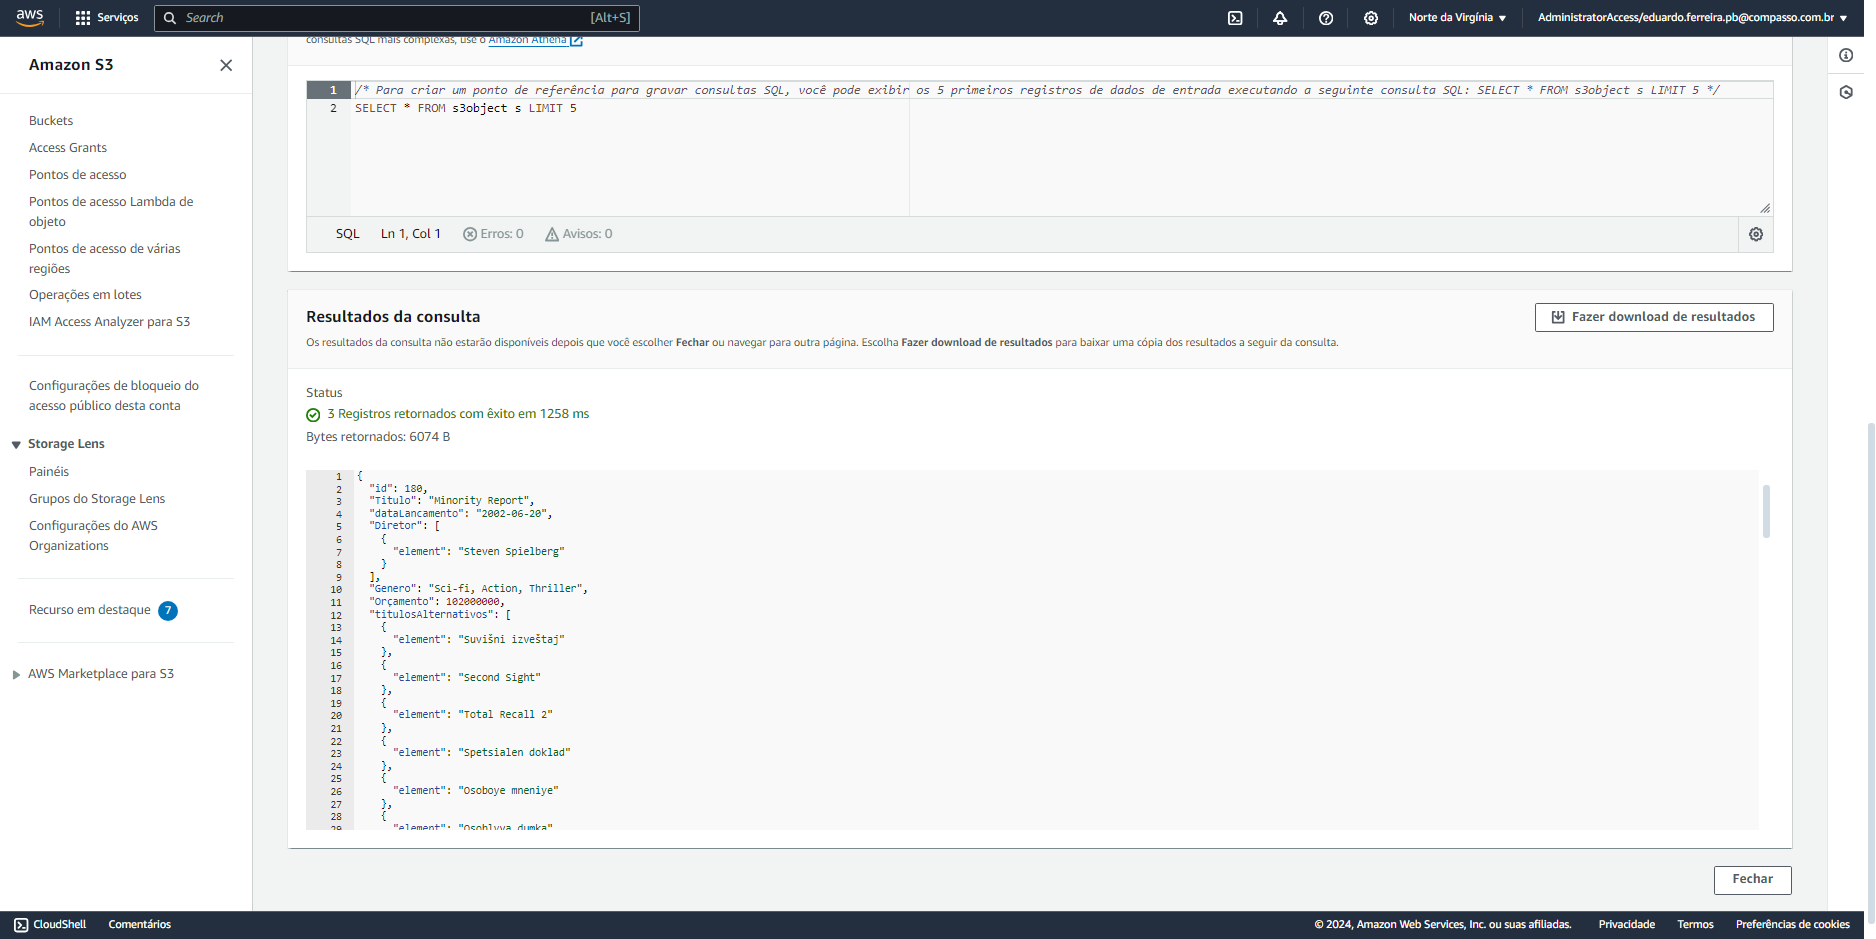 aws
Serviços
Search
[Alt+S]
Norte da Virgínia
AdministratorAccess/eduardo.ferreira.pb@compasso.com.br
Amazon S3
Buckets
Access Grants
Pontos de acesso
Pontos de acesso Lambda de
objeto
Pontos de acesso de várias
regiões
Operações em lotes
IAM Access Analyzer para S3
Configurações de bloqueio do
acesso público desta conta
Storage Lens
Painéis
Grupos do Storage Lens
Configurações do AWS
Organizations
Recurso em destaque 7
AWS Marketplace para S3
consultas SQL mais complexas, use o Amazon Athena
1 /* Para criar um ponto de referência para gravar consultas SQL, você pode exibir os 5 primeiros registros de dados de entrada executando a seguinte consulta SQL: SELECT * FROM s3object s LIMIT 5 */
2 SELECT * FROM s3object s LIMIT 5
SQL Ln 1, Col 1 Erros: 0 Avisos: 0
Resultados da consulta
Fazer download de resultados
Os resultados da consulta não estarão disponíveis depois que você escolher Fechar ou navegar para outra página. Escolha Fazer download de resultados para baixar uma cópia dos resultados a seguir da consulta.
Status
3 Registros retornados com êxito em 1258 ms
Bytes retornados: 6074 B
1 {
2 "id": 180,
3 "Titulo": "Minority Report",
4 "dataLancamento": "2002-06-20",
5 "Diretor": [
6 {
7 "element": "Steven Spielberg"
8 }
9 ],
10 "Genero": "Sci-fi, Action, Thriller",
11 "Orçamento": 102000000,
12 "titulosAlternativos": [
13 {
14 "element": "Suvišni izveštaj"
15 },
16 {
17 "element": "Second Sight"
18 },
19 {
20 "element": "Total Recall 2"
21 },
22 {
23 "element": "Spetsialen doklad"
24 },
25 {
26 "element": "Osoboye mneniye"
27 },
28 {
29 "element": "Osoblyva dumka"
Fechar
CloudShell
Comentários
© 2024, Amazon Web Services, Inc. ou suas afiliadas.
Privacidade
Termos
Preferências de cookies